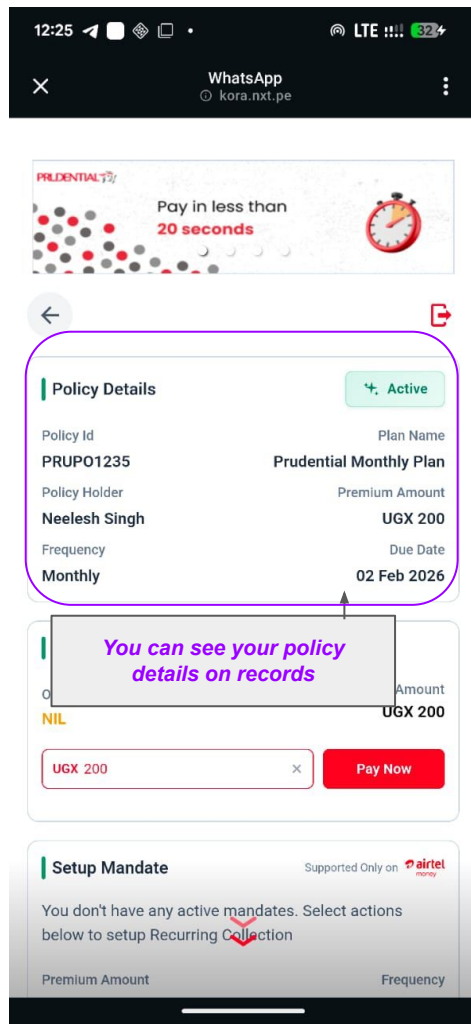 12:25
LTE
32
WhatsApp
kora.nxt.pe
PRUDENTIAL
Pay in less than
20 seconds
Policy Details
Active
Policy Id
Plan Name
PRUPO1235
Prudential Monthly Plan
Policy Holder
Premium Amount
Neelesh Singh
UGX 200
Frequency
Due Date
Monthly
02 Feb 2026
You can see your policy
details on records
Amount
NIL
UGX 200
UGX 200
Pay Now
Setup Mandate
Supported Only on airtel
money
You don't have any active mandates. Select actions
below to setup Recurring Collection
Premium Amount
Frequency